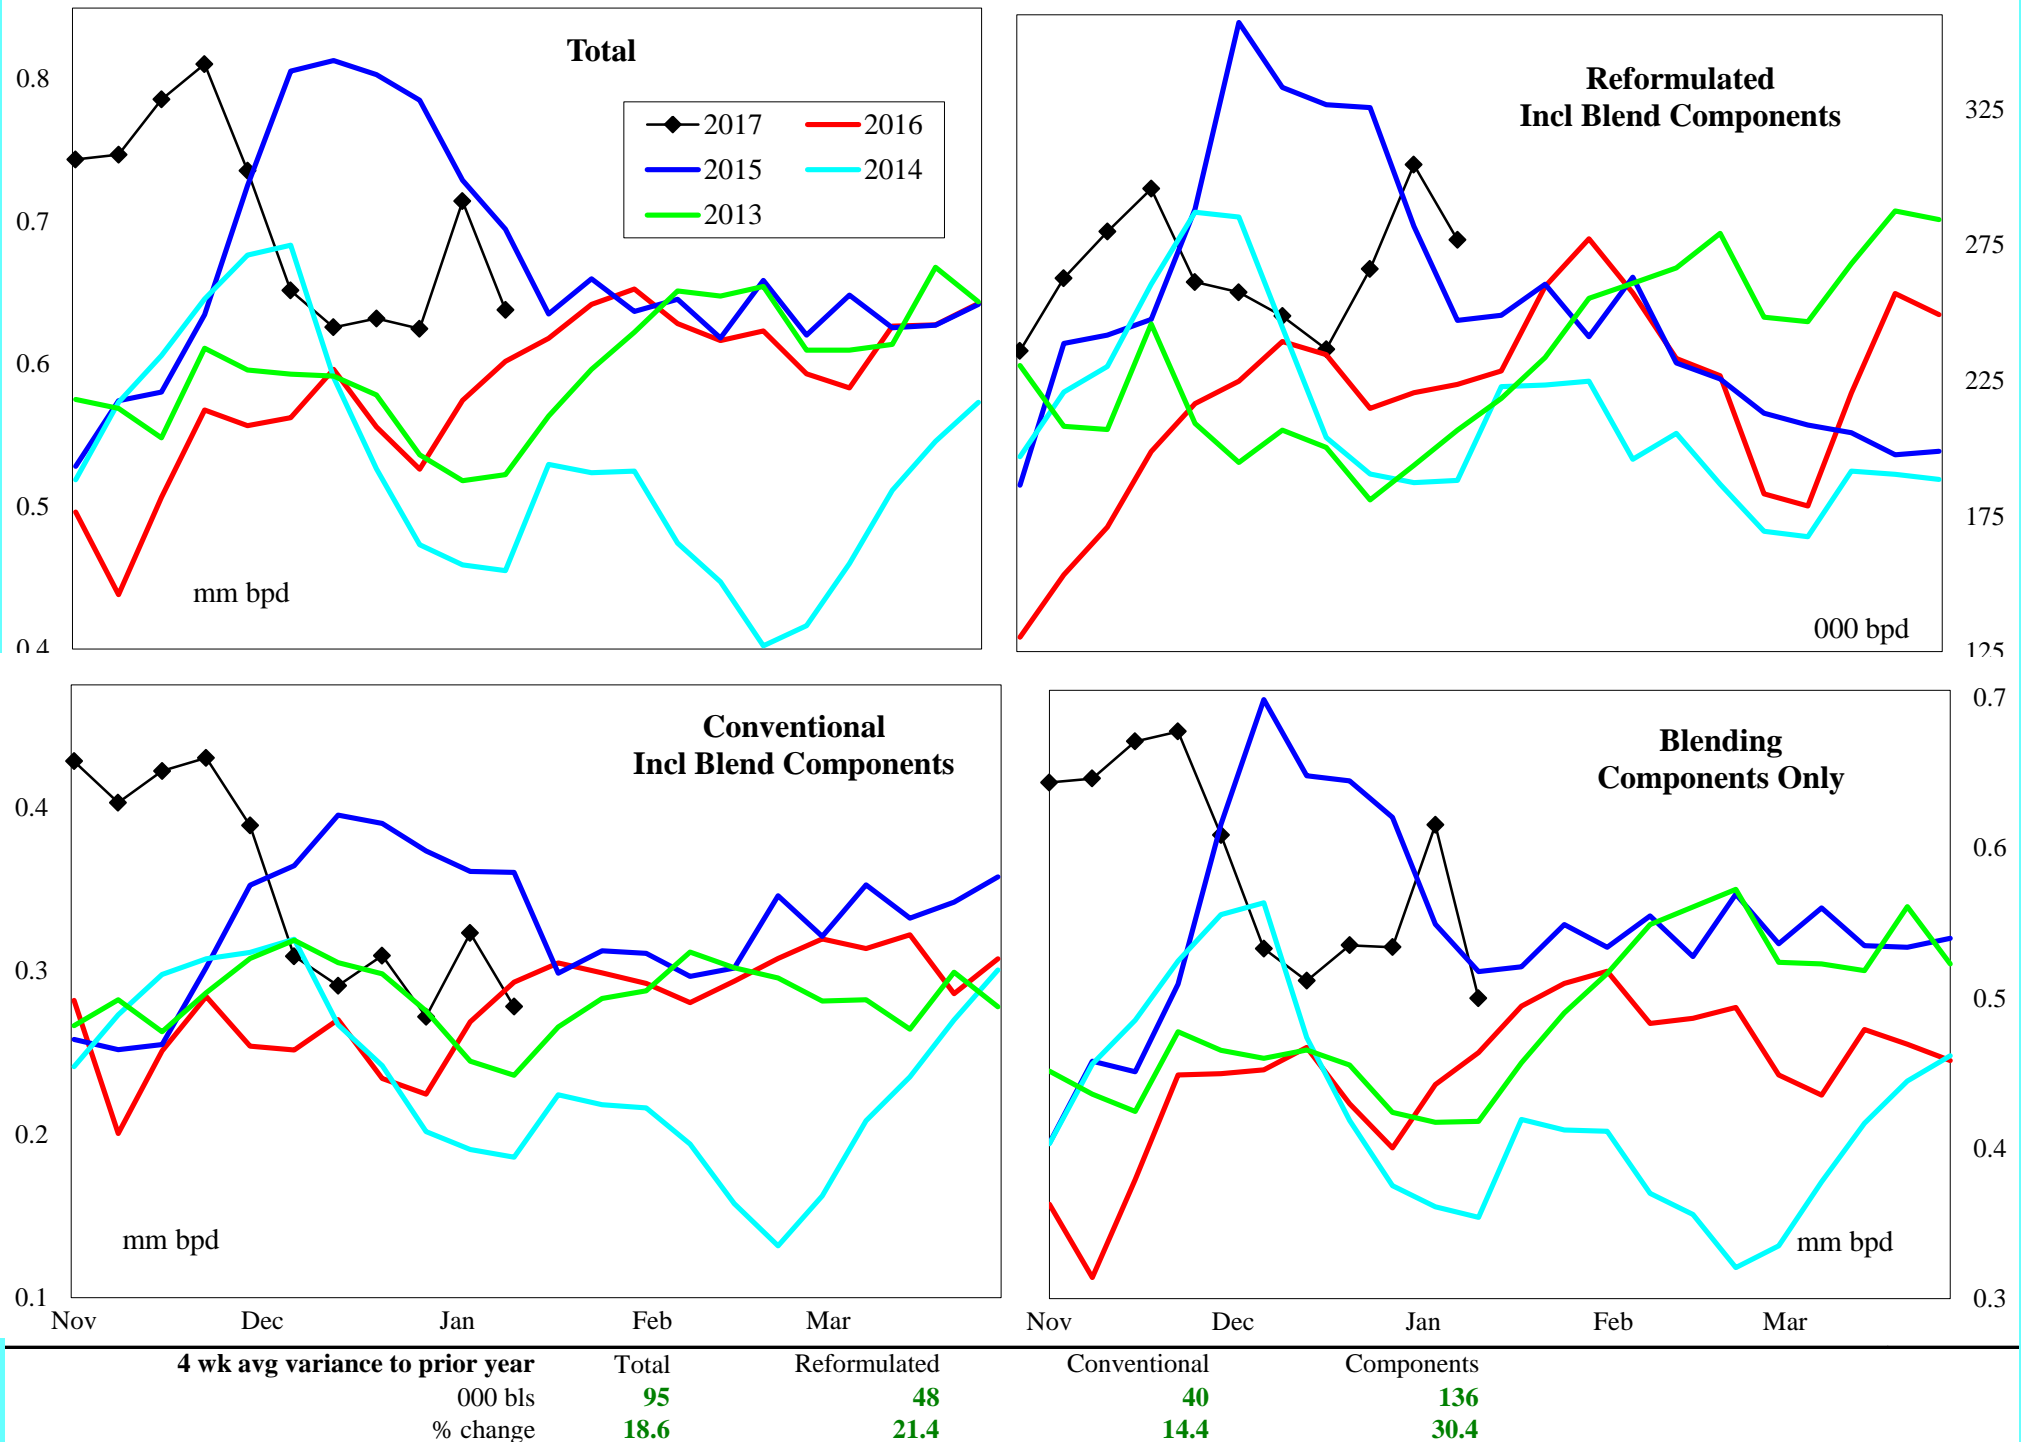 Total
0.8
0.7
0.6
0.5
0.4
2017 2016
2015 2014
2013
mm bpd
Reformulated
Incl Blend Components
325
275
225
175
125
000 bpd
Conventional
Incl Blend Components
0.4
0.3
0.2
0.1
mm bpd
Nov Dec Jan Feb Mar
Blending
Components Only
0.7
0.6
0.5
0.4
0.3
mm bpd
Nov Dec Jan Feb Mar
4 wk avg variance to prior year Total Reformulated Conventional Components
000 bls 95 48 40 136
% change 18.6 21.4 14.4 30.4